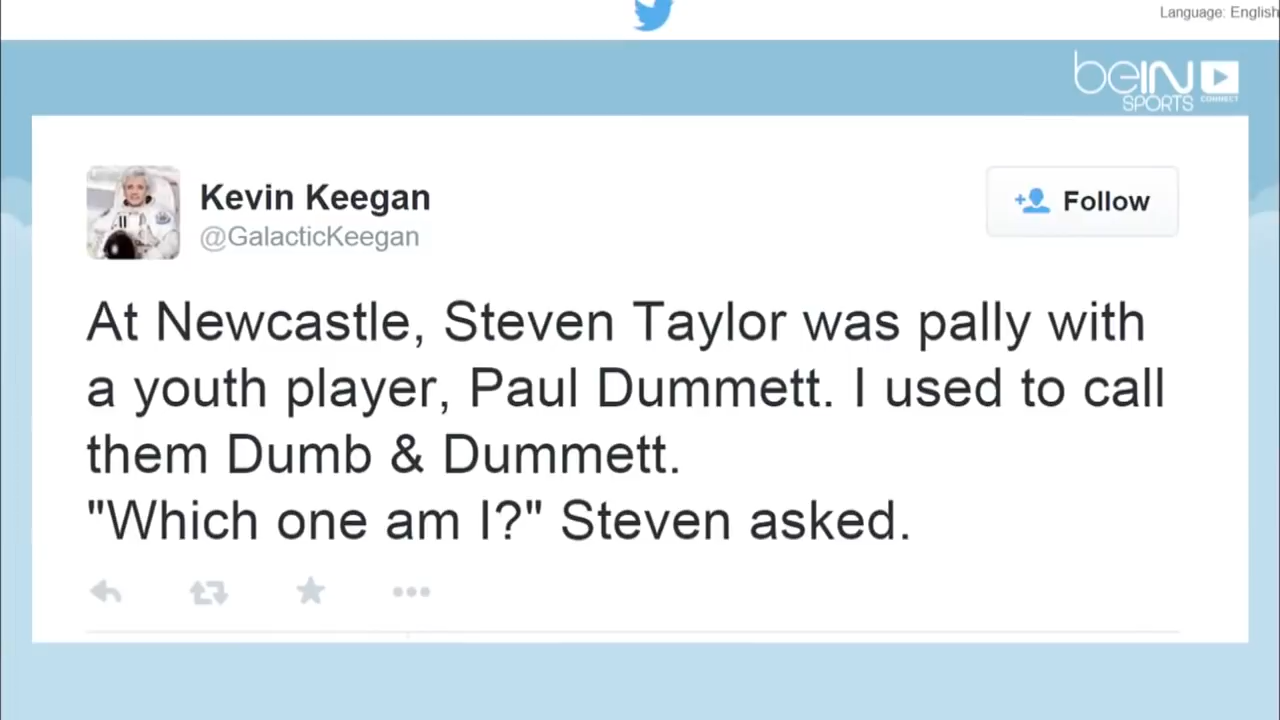 Language: English
beIN
SPORTS CONNECT
Kevin Keegan
@GalacticKeegan
Follow
At Newcastle, Steven Taylor was pally with
a youth player, Paul Dummett. I used to call
them Dumb & Dummett.
"Which one am I?" Steven asked.